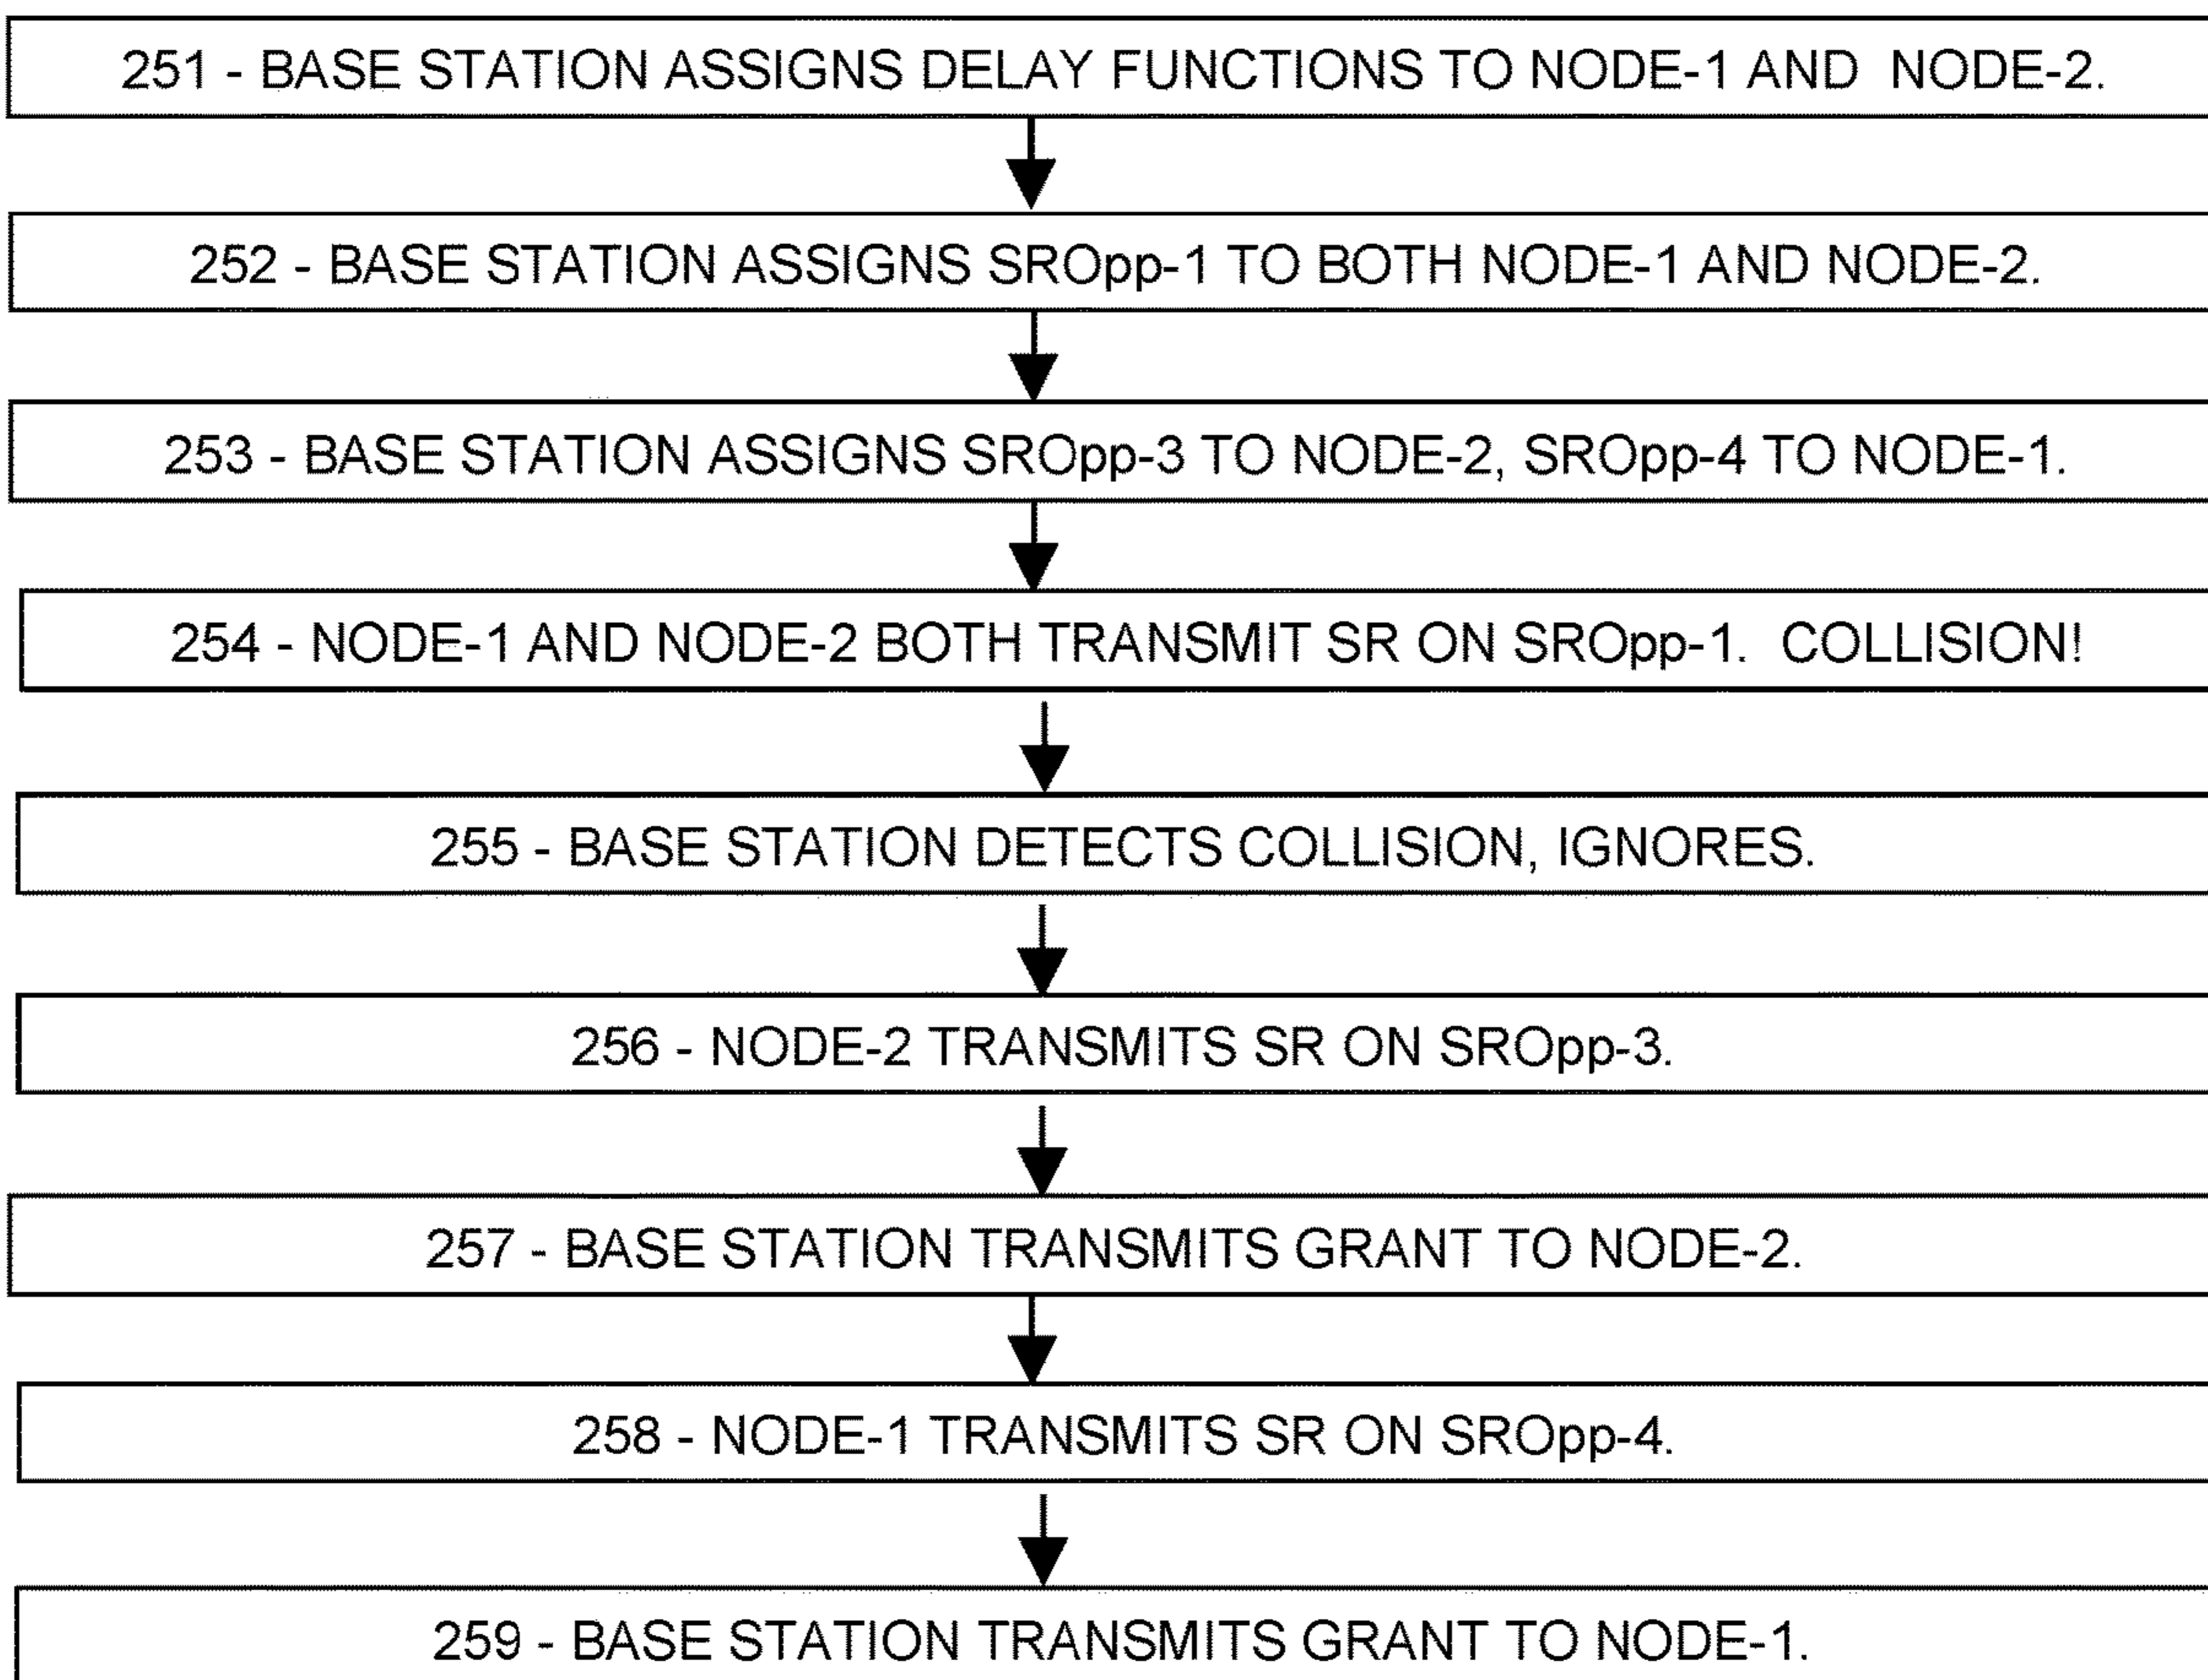 251 - BASE STATION ASSIGNS DELAY FUNCTIONS TO NODE-1 AND NODE-2.
252 - BASE STATION ASSIGNS SROpp-1 TO BOTH NODE-1 AND NODE-2.
253 - BASE STATION ASSIGNS SROpp-3 TO NODE-2, SROpp-4 TO NODE-1.
254 - NODE-1 AND NODE-2 BOTH TRANSMIT SR ON SROpp-1. COLLISION!
255 - BASE STATION DETECTS COLLISION, IGNORES.
256 - NODE-2 TRANSMITS SR ON SROpp-3.
257 - BASE STATION TRANSMITS GRANT TO NODE-2.
258 - NODE-1 TRANSMITS SR ON SROpp-4.
259 - BASE STATION TRANSMITS GRANT TO NODE-1.